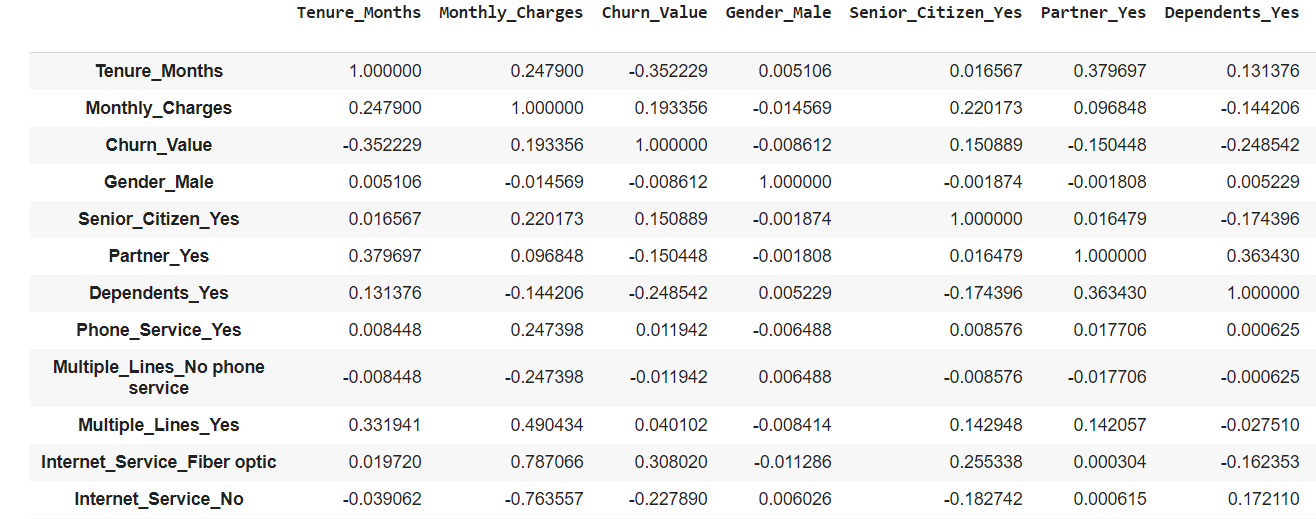 Tenure_Months Monthly_Charges Churn_Value Gender_Male Senior_Citizen_Yes Partner_Yes Dependents_Yes
Tenure_Months 1.000000 0.247900 -0.352229 0.005106 0.016567 0.379697 0.131376
Monthly_Charges 0.247900 1.000000 0.193356 -0.014569 0.220173 0.096848 -0.144206
Churn_Value -0.352229 0.193356 1.000000 -0.008612 0.150889 -0.150448 -0.248542
Gender_Male 0.005106 -0.014569 -0.008612 1.000000 -0.001874 -0.001808 0.005229
Senior_Citizen_Yes 0.016567 0.220173 0.150889 -0.001874 1.000000 0.016479 -0.174396
Partner_Yes 0.379697 0.096848 -0.150448 -0.001808 0.016479 1.000000 0.363430
Dependents_Yes 0.131376 -0.144206 -0.248542 0.005229 -0.174396 0.363430 1.000000
Phone_Service_Yes 0.008448 0.247398 0.011942 -0.006488 0.008576 0.017706 0.000625
Multiple_Lines_No phone
service -0.008448 -0.247398 -0.011942 0.006488 -0.008576 -0.017706 -0.000625
Multiple_Lines_Yes 0.331941 0.490434 0.040102 -0.008414 0.142948 0.142057 -0.027510
Internet_Service_Fiber optic 0.019720 0.787066 0.308020 -0.011286 0.255338 0.000304 -0.162353
Internet_Service_No -0.039062 -0.763557 -0.227890 0.006026 -0.182742 0.000615 0.172110